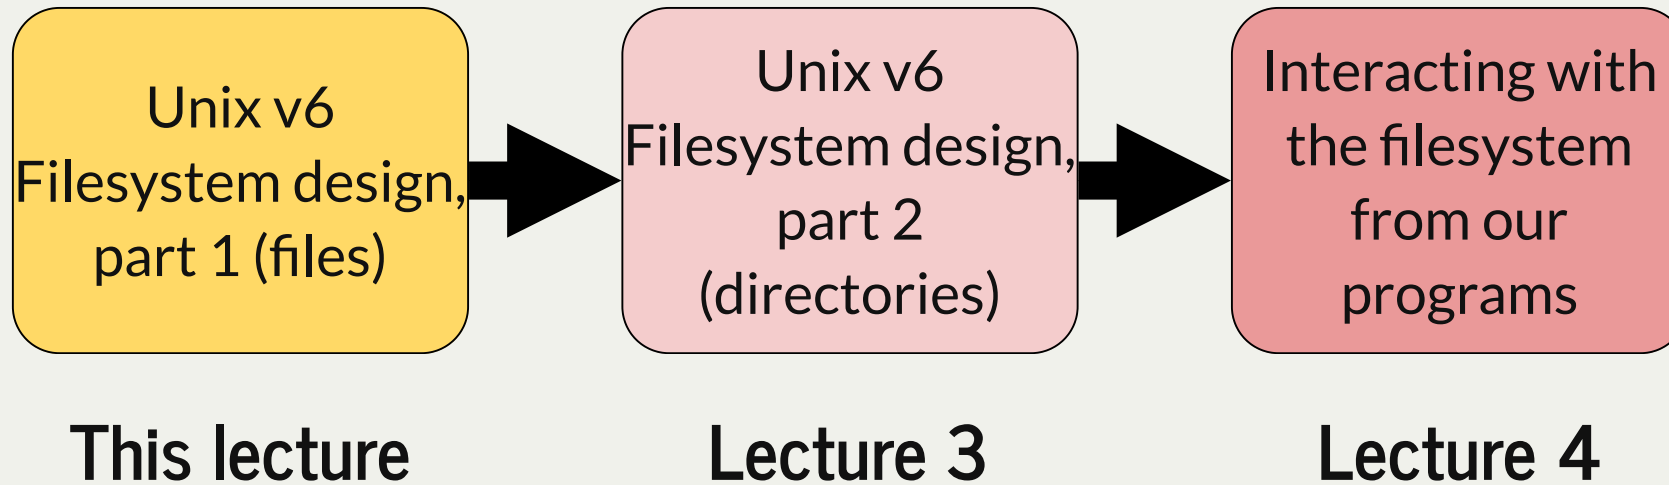 Unix v6
Filesystem design,
part 1 (files)
Unix v6
Filesystem design,
part 2
(directories)
Interacting with
the filesystem
from our
programs
This lecture
Lecture 3
Lecture 4